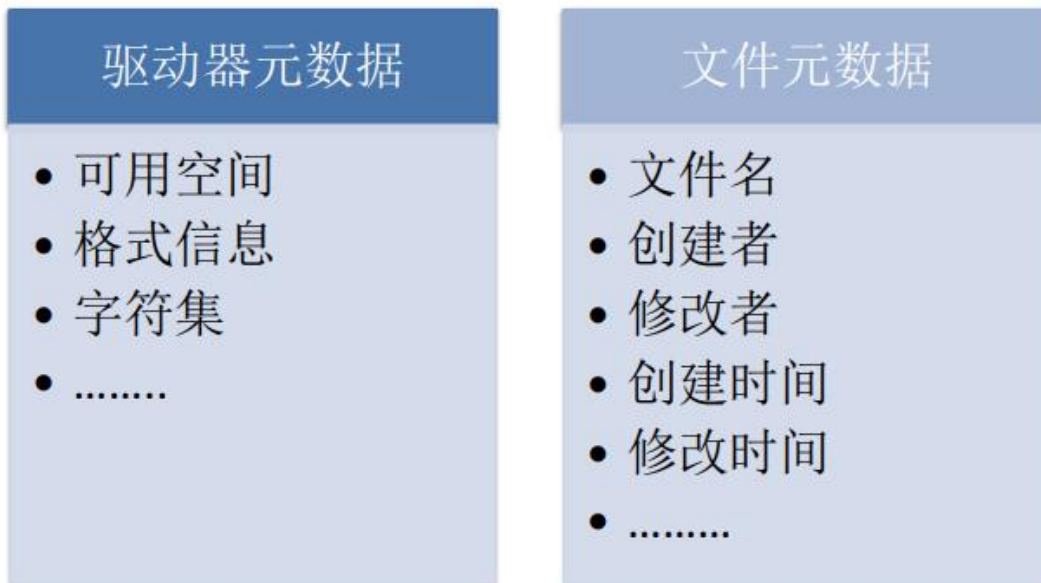 驱动器元数据
• 可用空间
• 格式信息
• 字符集
• ........
文件元数据
• 文件名
• 创建者
• 修改者
• 创建时间
• 修改时间
• .........